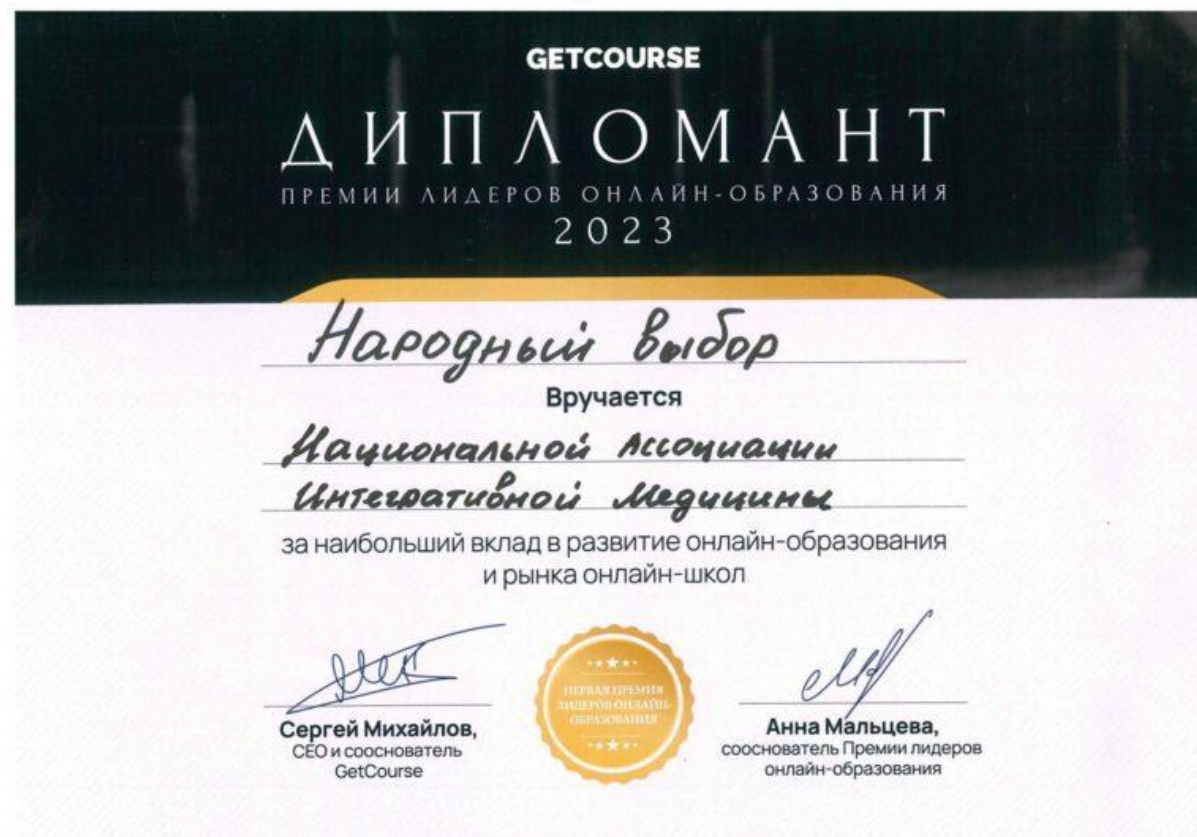 GETCOURSE
ДИПЛОМАНТ
ПРЕМИИ ЛИДЕРОВ ОНЛАЙН-ОБРАЗОВАНИЯ
2023
Народный выбор
Вручается
Национальной Ассоциации
Интегративной Медицины
за наибольший вклад в развитие онлайн-образования
и рынка онлайн-школ
ПЕРВАЯ ПРЕМИЯ
ЛИДЕРОВ ОНЛАЙН-
ОБРАЗОВАНИЯ
Сергей Михайлов,
CEO и сооснователь
GetCourse
Анна Мальцева,
сооснователь Премии лидеров
онлайн-образования